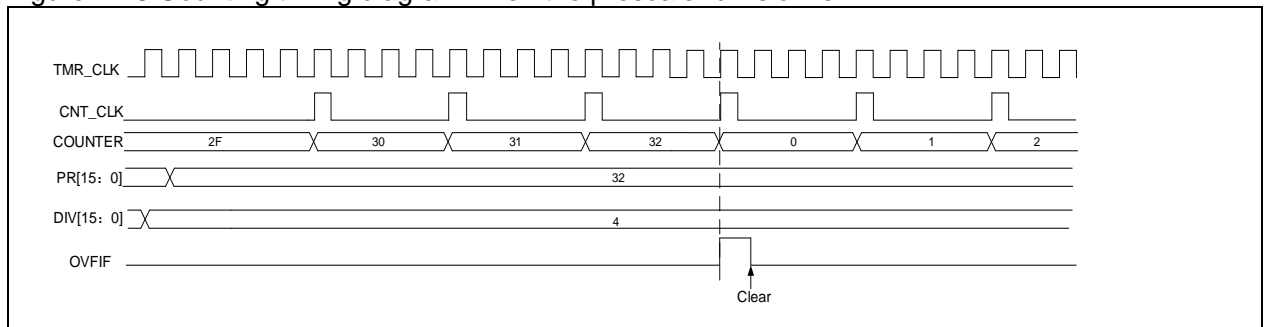 TMR_CLK
CNT_CLK
COUNTER 2F 30 31 32 0 1 2
PR[15：0] 32
DIV[15：0] 4
OVFIF
Clear